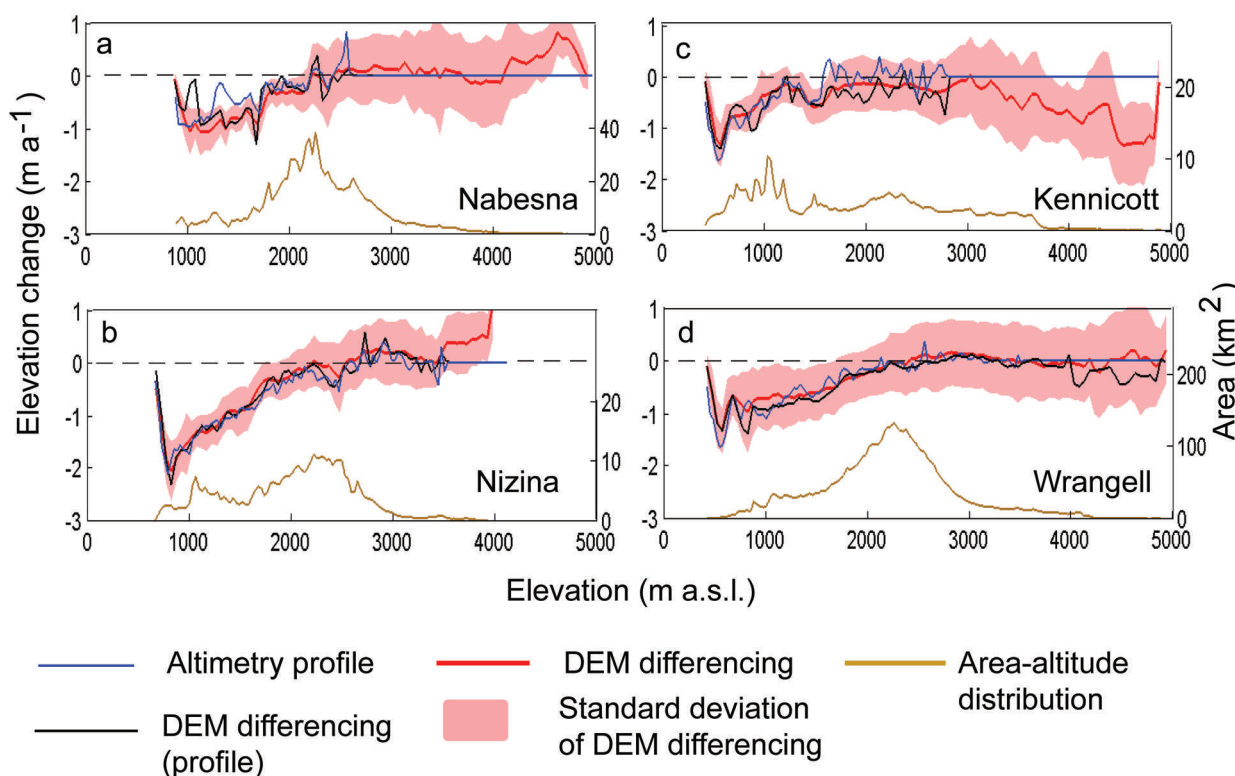 Elevation change (m a⁻¹)
a
1
0
-1
-2
-3
40
20
0
Nabesna
0 1000 2000 3000 4000 5000
c
1
0
-1
-2
-3
20
10
0
Kennicott
0 1000 2000 3000 4000 5000
b
1
0
-1
-2
-3
20
10
0
Nizina
0 1000 2000 3000 4000 5000
d
1
0
-1
-2
-3
200
100
0
Wrangell
0 1000 2000 3000 4000 5000
Area (km²)
Elevation (m a.s.l.)
Altimetry profile
DEM differencing
Area-altitude
distribution
DEM differencing
(profile)
Standard deviation
of DEM differencing